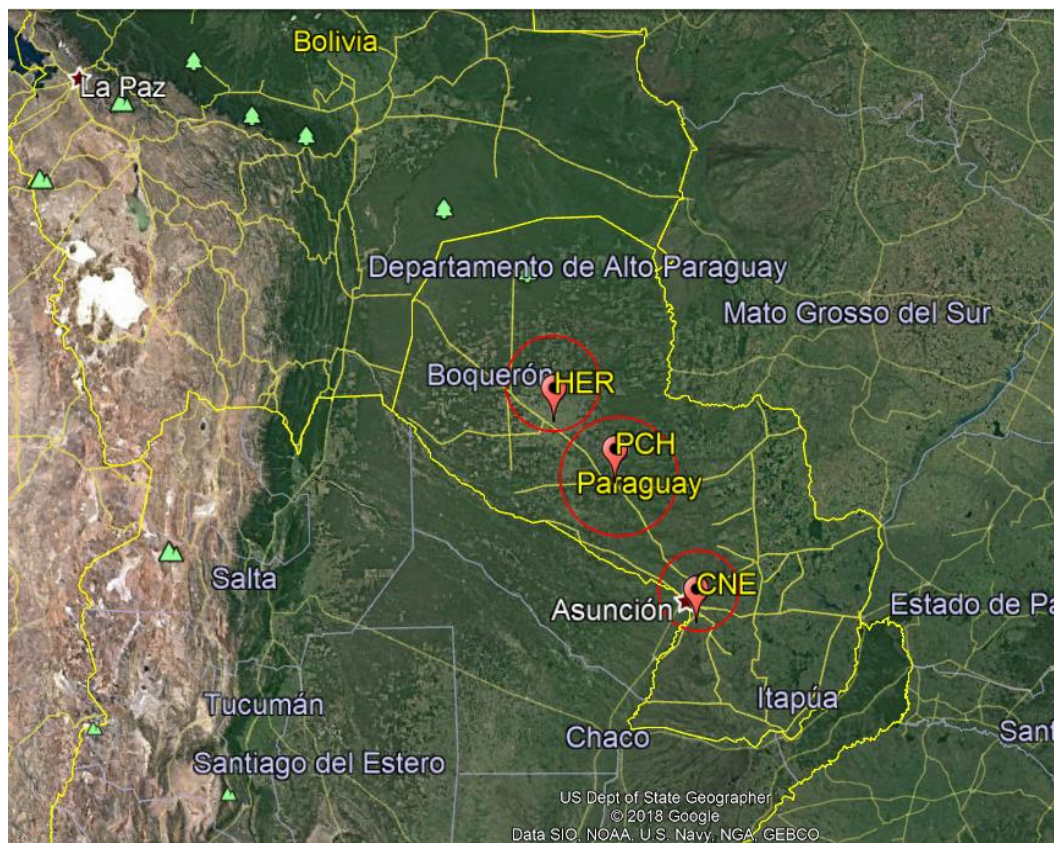 Bolivia
La Paz
Departamento de Alto Paraguay
Mato Grosso del Sur
Boquerón
HER
PCH
Paraguay
Salta
CNE
Asunción
Estado de Pa
Tucumán
Itapúa
Chaco
Sant
Santiago del Estero
US Dept of State Geographer
© 2018 Google
Data SIO, NOAA, U.S. Navy, NGA, GEBCO